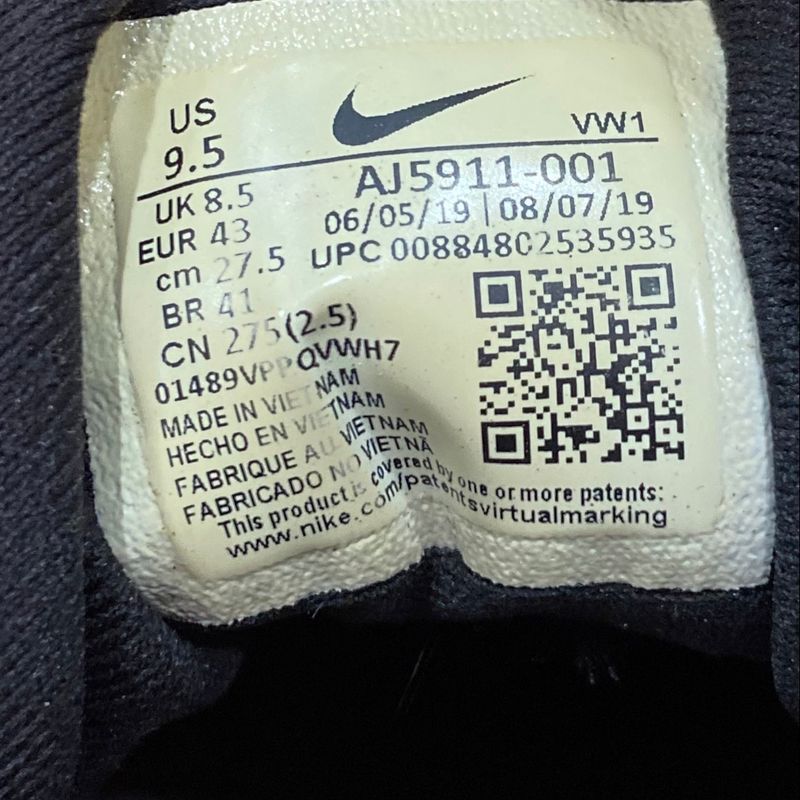 US
9.5
VW1
UK 8.5
AJ5911-001
EUR 43
06/05/19 | 08/07/19
cm 27.5
UPC 00884802535935
BR 41
CN 275(2.5)
01489VPPQVWH7
MADE IN VIETNAM
HECHO EN VIETNAM
FABRIQUE AU VIETNAM
FABRICADO NO VIETNÃ
This product is covered by one or more patents:
www.nike.com/patentsvirtualmarking